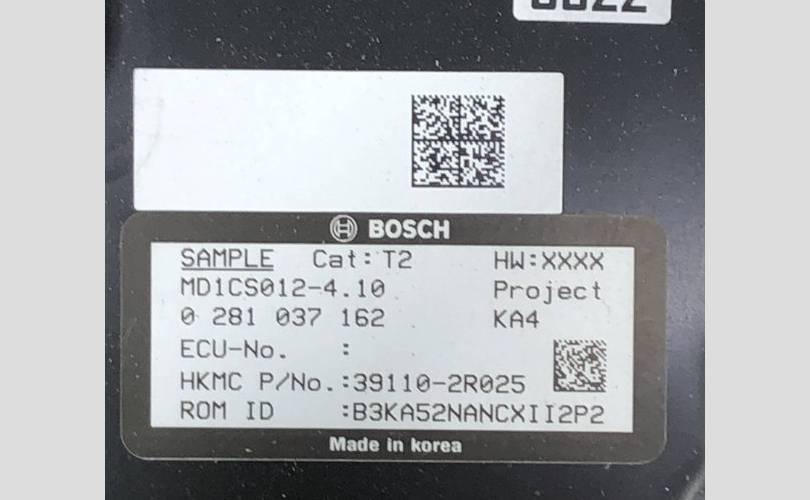 BOSCH
SAMPLE Cat:T2 HW:XXXX
MD1CS012-4.10 Project
0 281 037 162 KA4
ECU-No. :
HKMC P/No.:39110-2R025
ROM ID :B3KA52NANCXII2P2
Made in korea